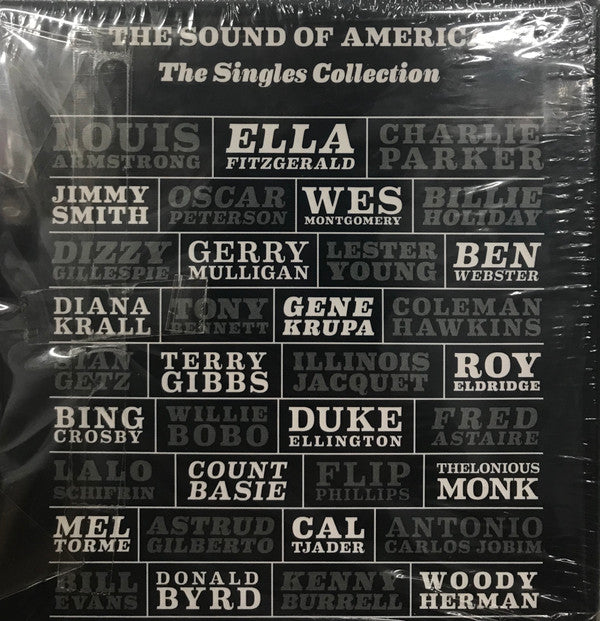 THE SOUND OF AMERICA
The Singles Collection
LOUIS ARMSTRONG
ELLA FITZGERALD
CHARLIE PARKER
JIMMY SMITH
OSCAR PETERSON
WES MONTGOMERY
BILLIE HOLIDAY
DIZZY GILLESPIE
GERRY MULLIGAN
LESTER YOUNG
BEN WEBSTER
DIANA KRALL
TONY BENNETT
GENE KRUPA
COLEMAN HAWKINS
STAN GETZ
TERRY GIBBS
ILLINOIS JACQUET
ROY ELDRIDGE
BING CROSBY
WILLIE BOBO
DUKE ELLINGTON
FRED ASTAIRE
LALO SCHIFRIN
COUNT BASIE
FLIP PHILLIPS
THELONIOUS MONK
MEL TORME
ASTRUD GILBERTO
CAL TJADER
ANTONIO CARLOS JOBIM
BILL EVANS
DONALD BYRD
KENNY BURRELL
WOODY HERMAN